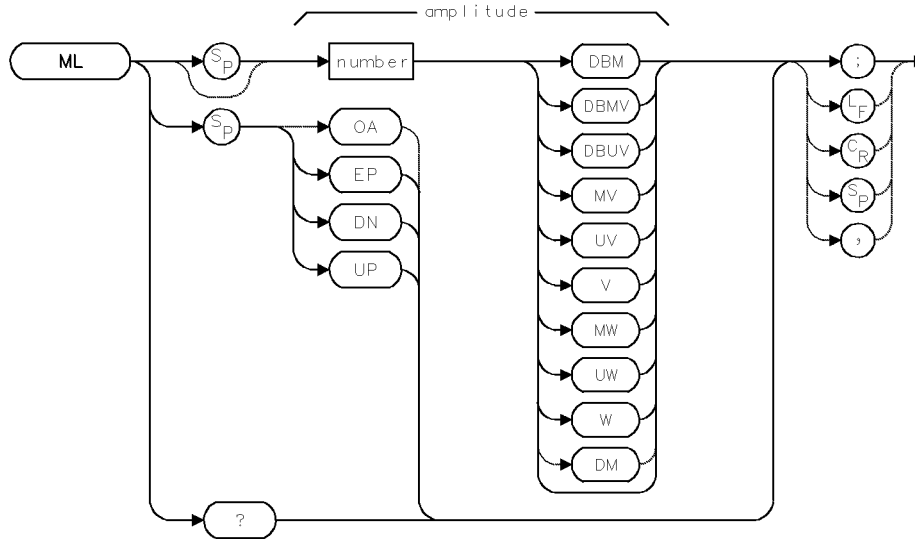 amplitude
ML SP number DBM ;
DBMV LF
SP OA DBUV CR
EP MV SP
DN UV ,
UP V
MW
UW
W
DM
?